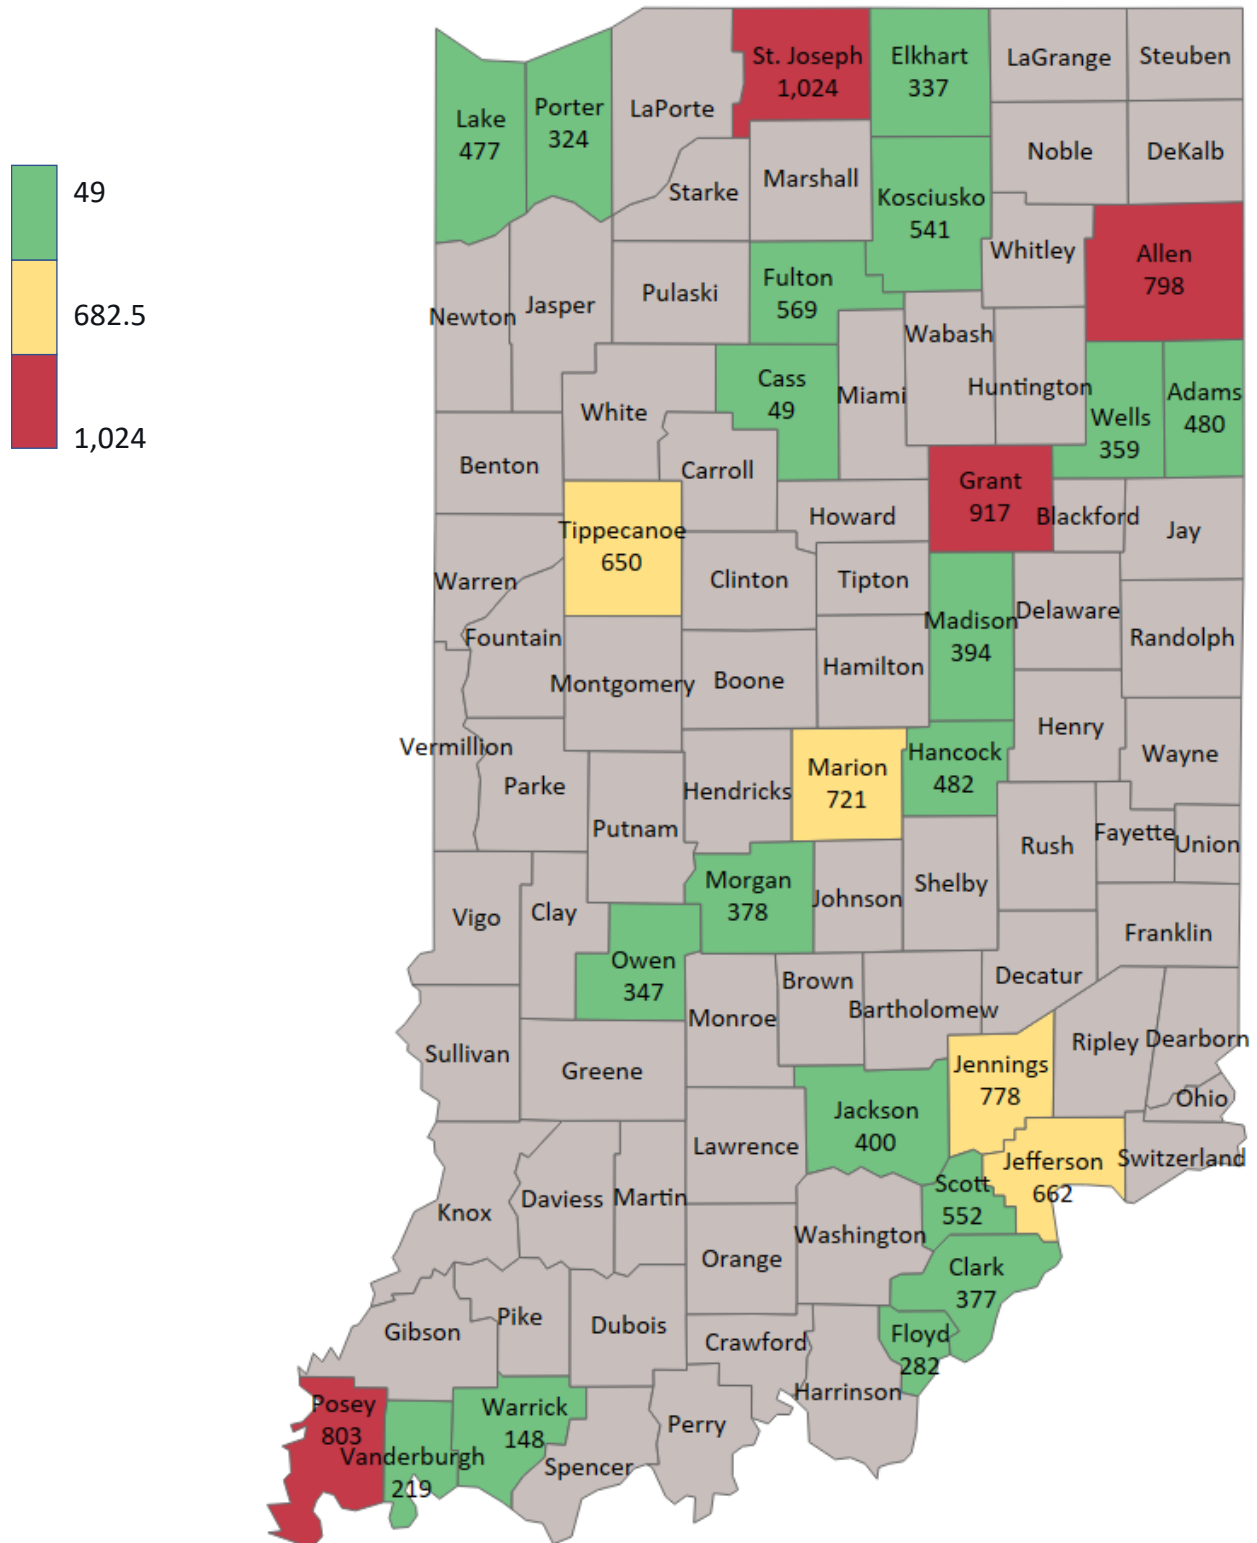 49
682.5
1,024
St. Joseph
1,024
Elkhart
337
LaGrange
Steuben
Lake
477
Porter
324
LaPorte
Starke
Marshall
Noble
DeKalb
Kosciusko
541
Whitley
Allen
798
Newton
Jasper
Pulaski
Fulton
569
Wabash
Huntington
White
Cass
49
Miami
Wells
359
Adams
480
Benton
Carroll
Grant
917
Blackford
Jay
Howard
Tippecanoe
650
Warren
Clinton
Tipton
Fountain
Madison
394
Delaware
Randolph
Montgomery
Boone
Hamilton
Henry
Vermillion
Parke
Putnam
Hendricks
Marion
721
Hancock
482
Wayne
Rush
Fayette
Union
Vigo
Clay
Morgan
378
Johnson
Shelby
Franklin
Owen
347
Monroe
Brown
Bartholomew
Decatur
Sullivan
Greene
Jennings
778
Ripley
Dearborn
Ohio
Jackson
400
Lawrence
Jefferson
662
Switzerland
Scott
552
Knox
Daviess
Martin
Orange
Washington
Clark
377
Gibson
Pike
Dubois
Crawford
Floyd
282
Harrinson
Posey
803
Vanderburgh
219
Warrick
148
Spencer
Perry